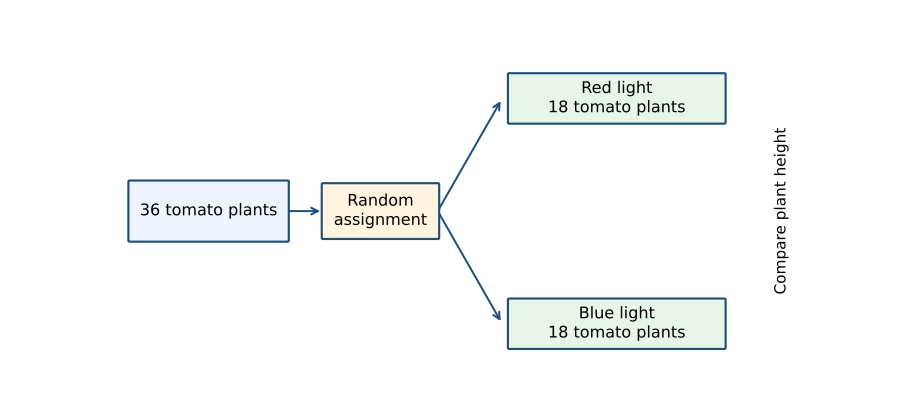 36 tomato plants
Random
assignment
Red light
18 tomato plants
Blue light
18 tomato plants
Compare plant height